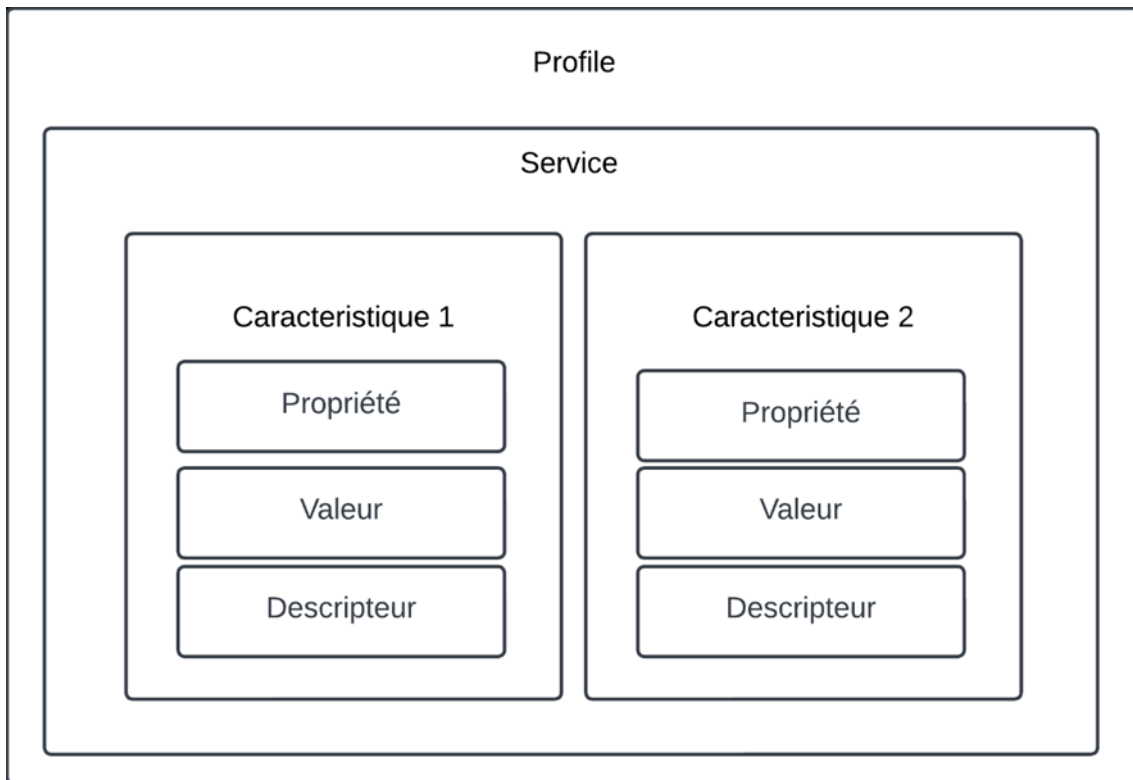 Profile
Service
Caracteristique 1
Propriété
Valeur
Descripteur
Caracteristique 2
Propriété
Valeur
Descripteur